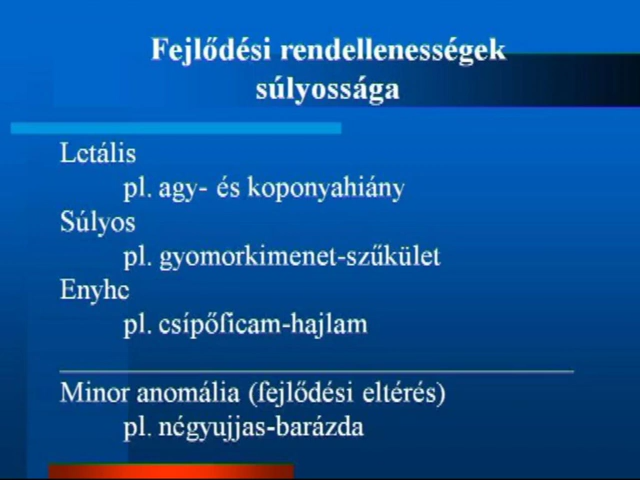 Fejlődési rendellenességek
súlyossága
Letális
pl. agy- és koponyahiány
Súlyos
pl. gyomorkimenet-szűkület
Enyhe
pl. csípőficam-hajlam
Minor anomália (fejlődési eltérés)
pl. négyujjas-barázda